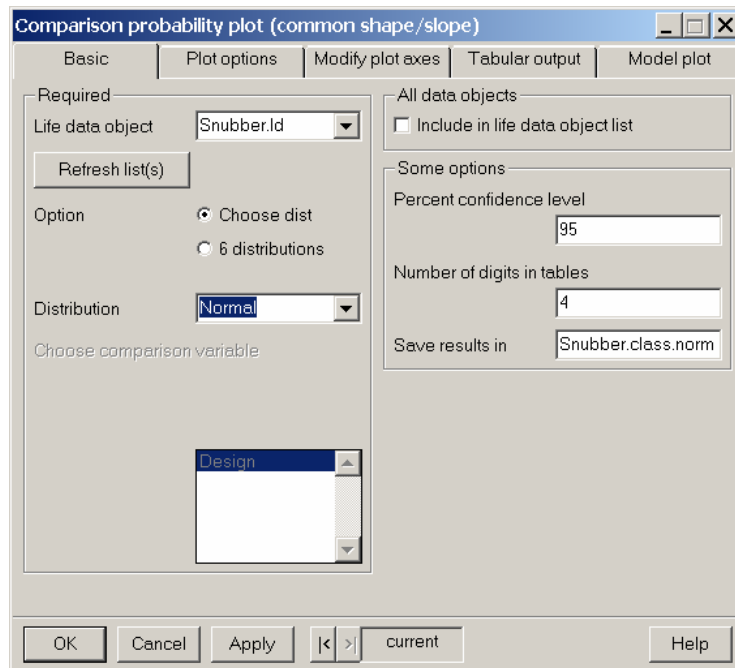 Comparison probability plot (common shape/slope)
Basic
Plot options
Modify plot axes
Tabular output
Model plot
Required
Life data object
Snubber.ld
Refresh list(s)
Option
Choose dist
6 distributions
Distribution
Normal
Choose comparison variable
Design
All data objects
Include in life data object list
Some options
Percent confidence level
95
Number of digits in tables
4
Save results in
Snubber.class.norm
OK
Cancel
Apply
|<
>|
current
Help